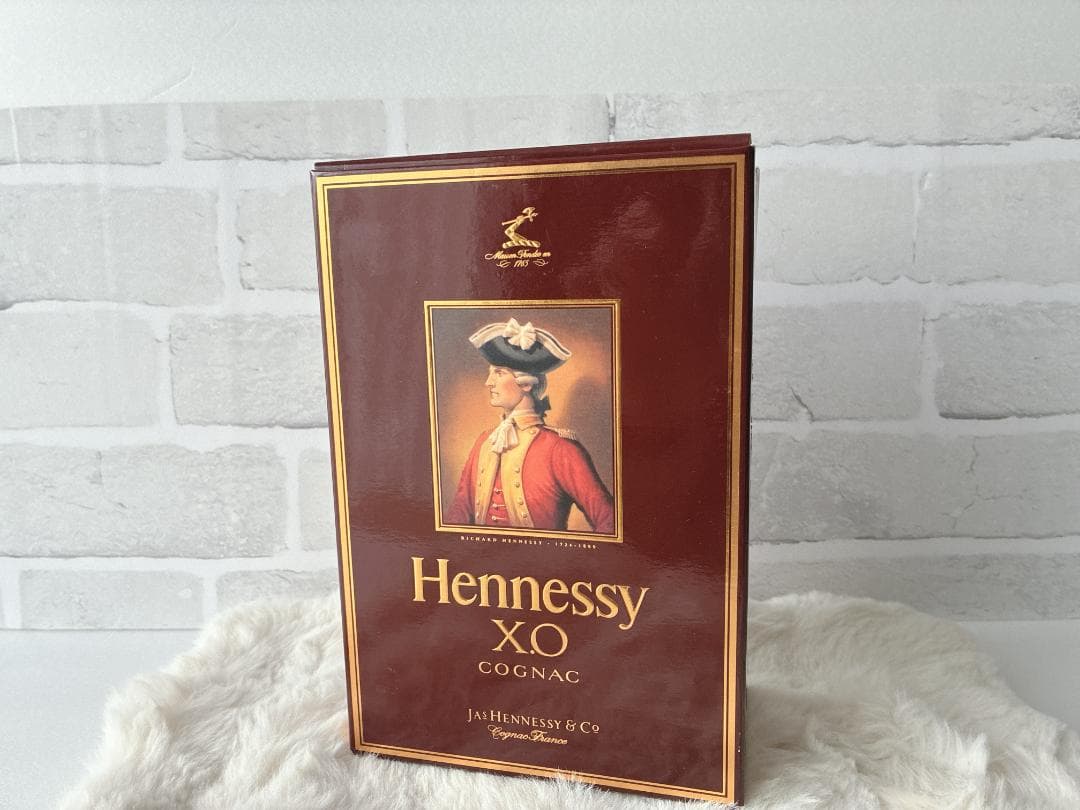 Maison Fondée en
1765
RICHARD HENNESSY · 1724-1800
Hennessy
X.O
COGNAC
JAS HENNESSY & CO
Cognac France